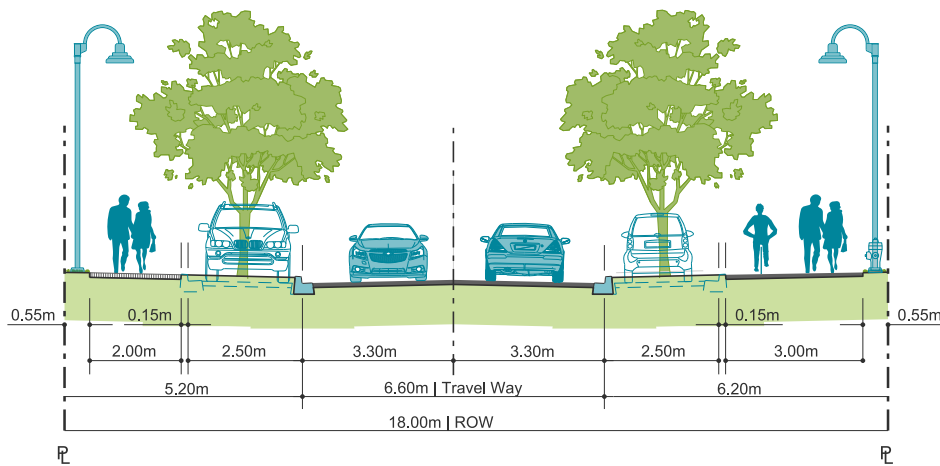 0.55m 0.15m 0.15m 0.55m
2.00m 2.50m 3.30m 3.30m 2.50m 3.00m
5.20m 6.60m | Travel Way 6.20m
18.00m | ROW
PL PL